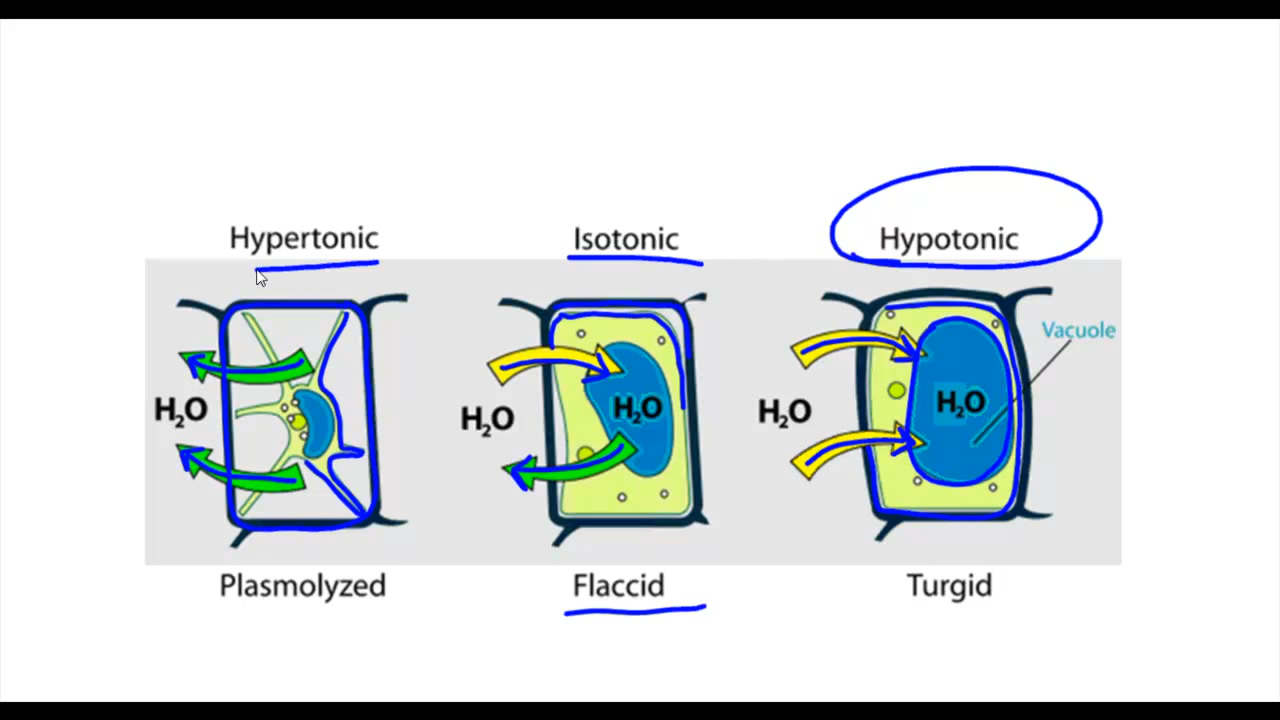 Hypertonic
Isotonic
Hypotonic
Vacuole
H₂O
H₂O
H₂O
H₂O
H₂O
Plasmolyzed
Flaccid
Turgid